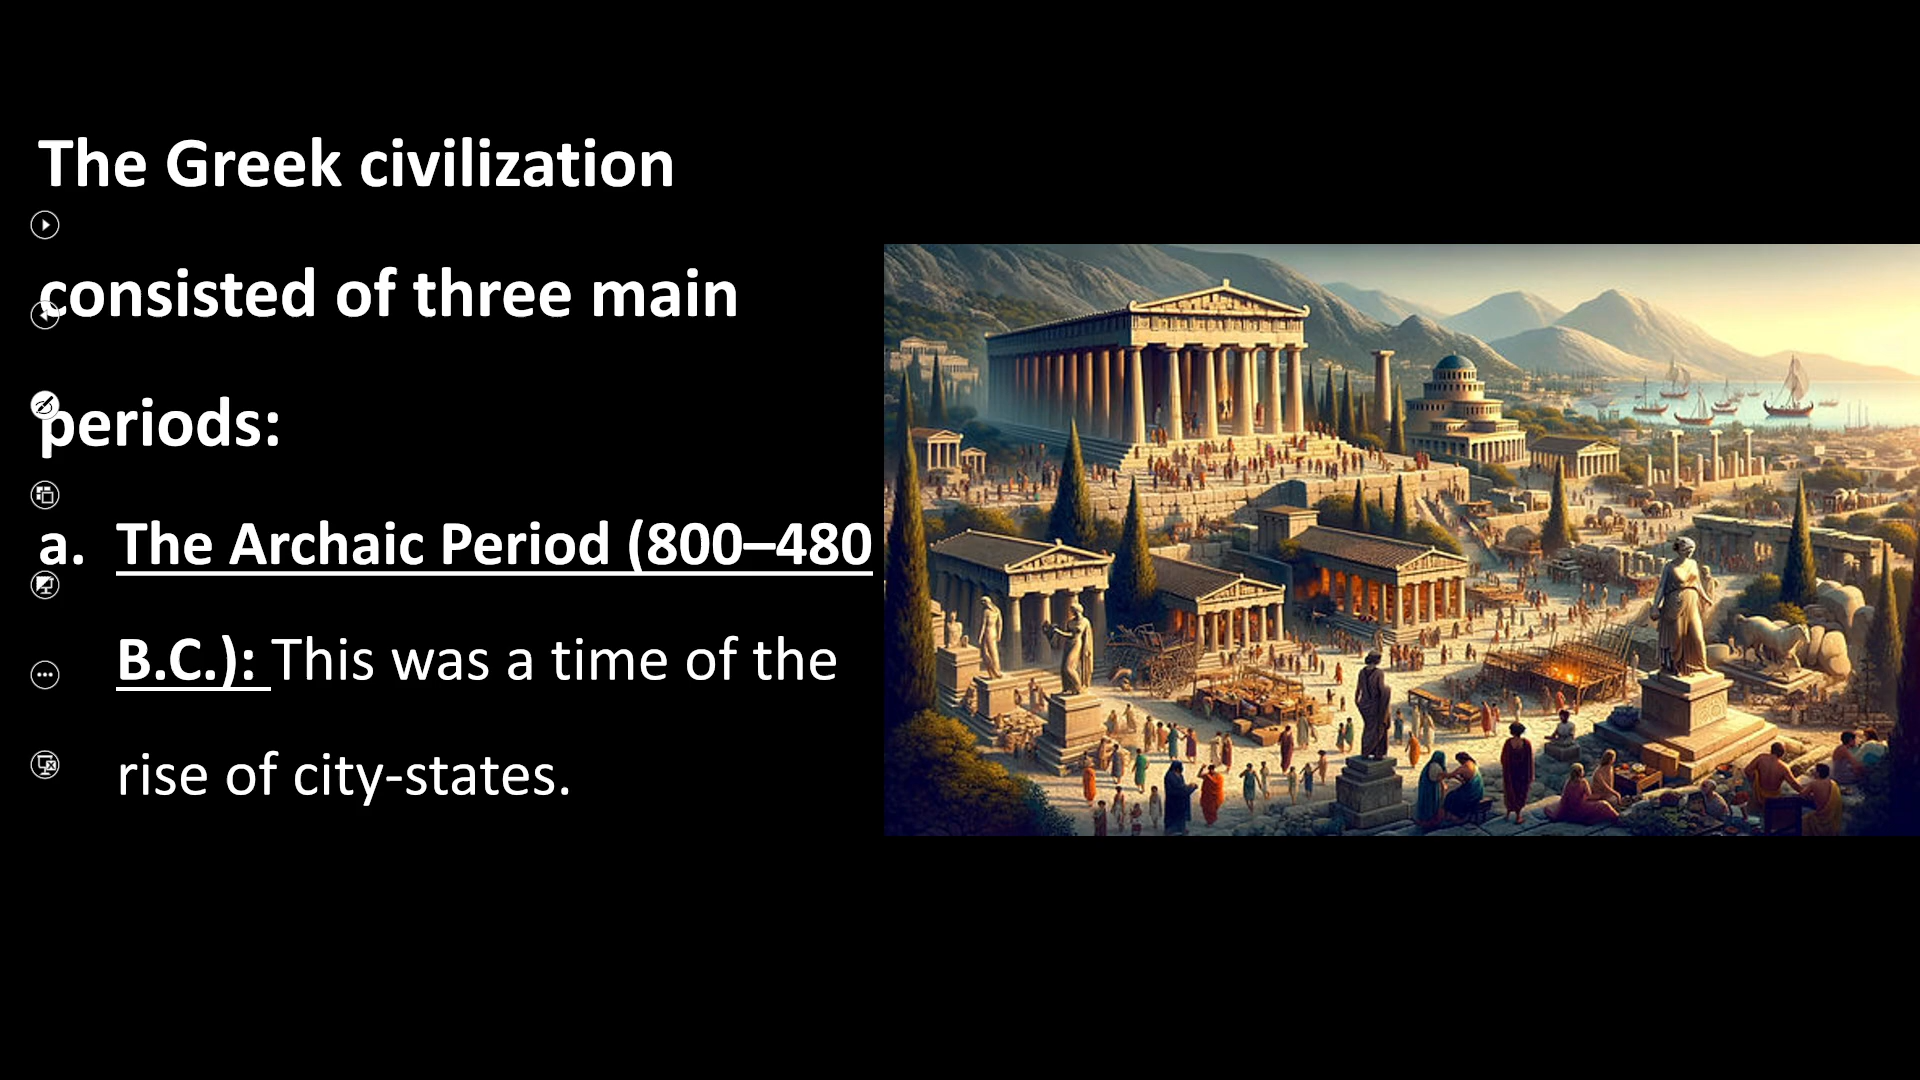 The Greek civilization
consisted of three main
periods:
a. The Archaic Period (800–480
B.C.): This was a time of the
rise of city-states.